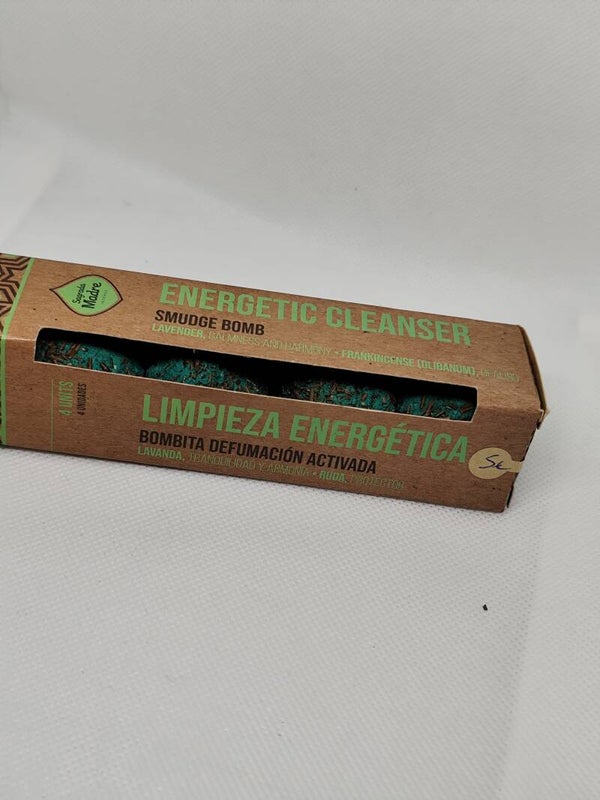 Sagrada
Madre
ENERGETIC CLEANSER
SMUDGE BOMB
LAVENDER, CALMNESS AND HARMONY • FRANKINCENSE (OLIBANUM),
4 UNITS
4 UNIDADES
LIMPIEZA ENERGÉTICA
BOMBITA DEFUMACIÓN ACTIVADA
LAVANDA, TRANQUILIDAD Y ARMONÍA • RUDA, PROTECTOR